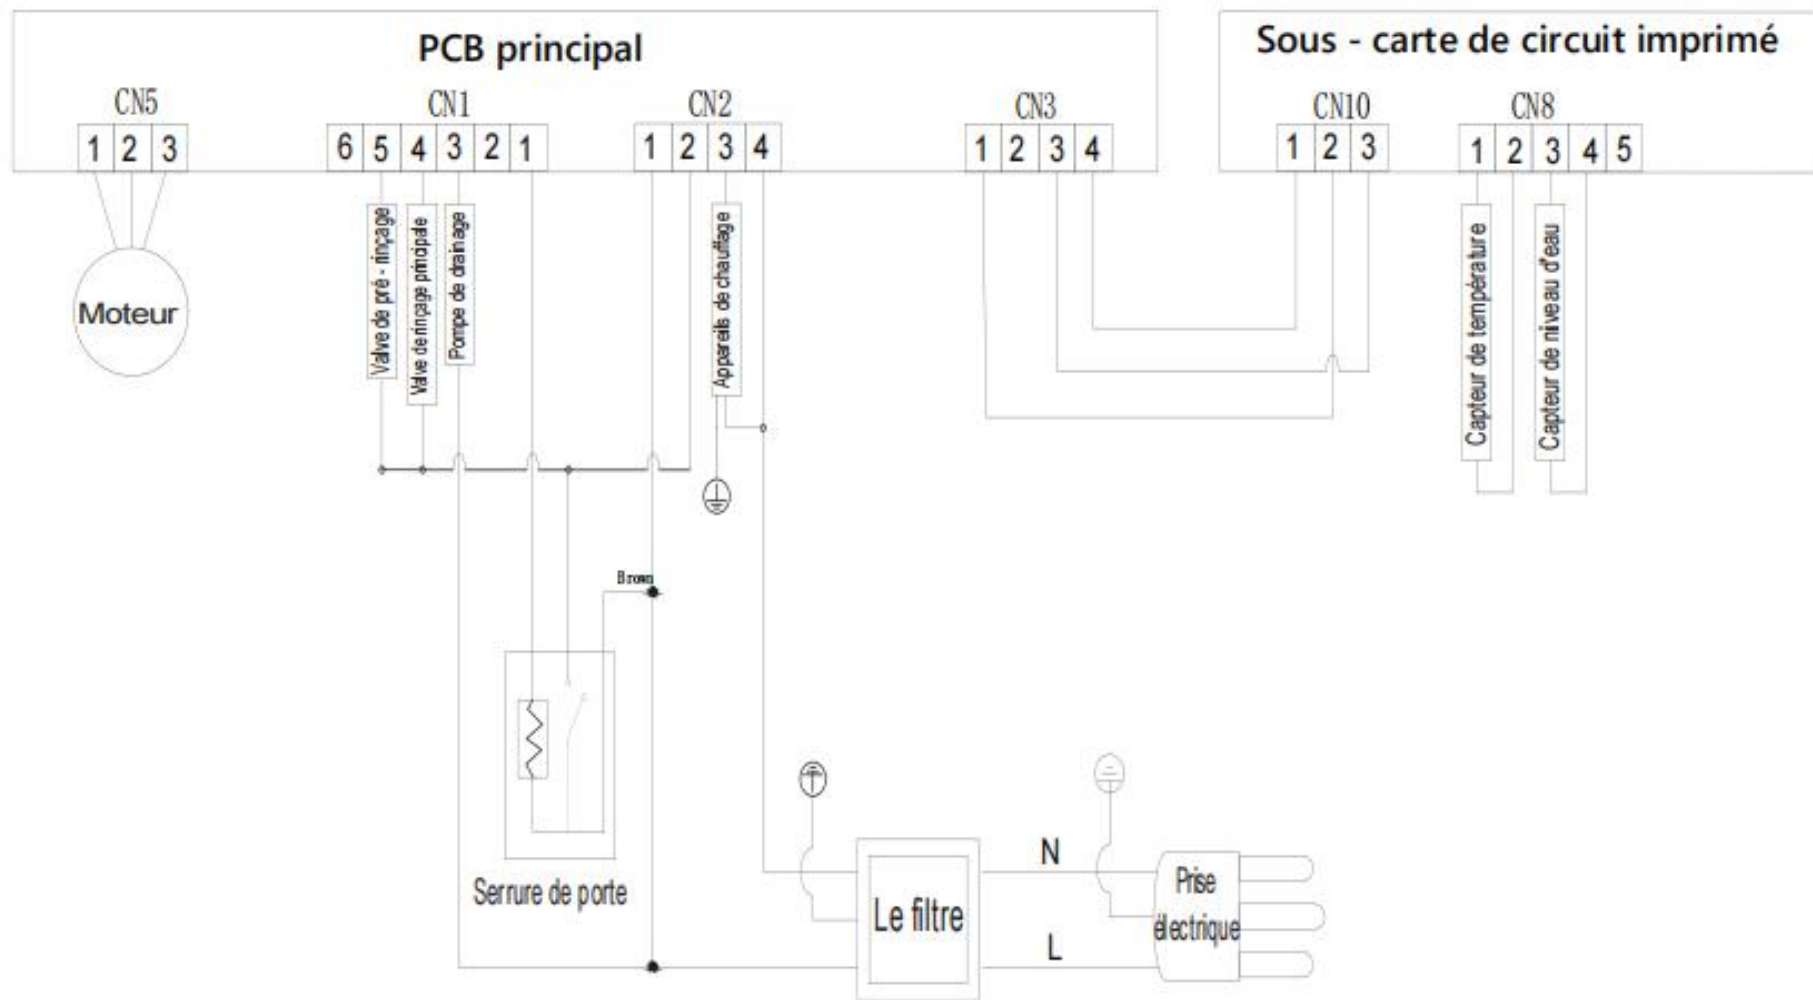 PCB principal
Sous - carte de circuit imprimé
CN5
CN1
CN2
CN3
CN10
CN8
1 2 3
6 5 4 3 2 1
1 2 3 4
1 2 3 4
1 2 3
1 2 3 4 5
Moteur
Valve de pré - rinçage
Valve de rinçage principale
Pompe de drainage
Appareils de chauffage
Capteur de température
Capteur de niveau d'eau
Brown
Serrure de porte
Le filtre
N
L
Prise
électrique